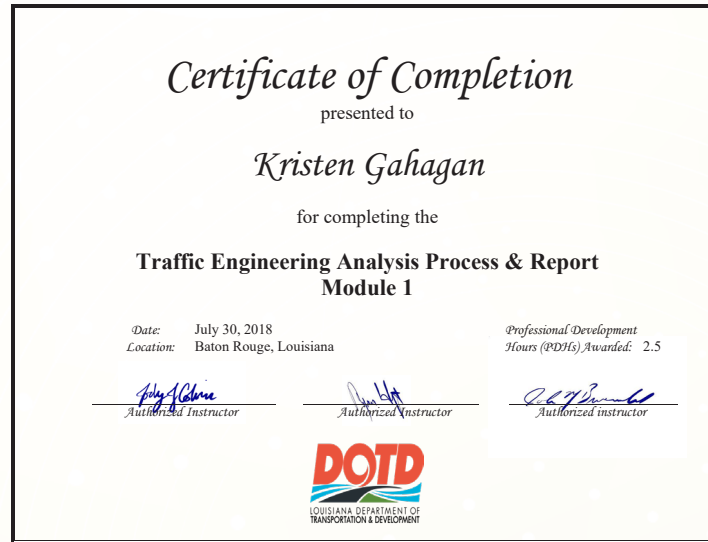 Certificate of Completion
presented to
Kristen Gahagan
for completing the
Traffic Engineering Analysis Process & Report
Module 1
Date: July 30, 2018
Location: Baton Rouge, Louisiana
Professional Development
Hours (PDHs) Awarded: 2.5
Authorized Instructor
Authorized Instructor
Authorized instructor
DOTD
LOUISIANA DEPARTMENT OF
TRANSPORTATION & DEVELOPMENT